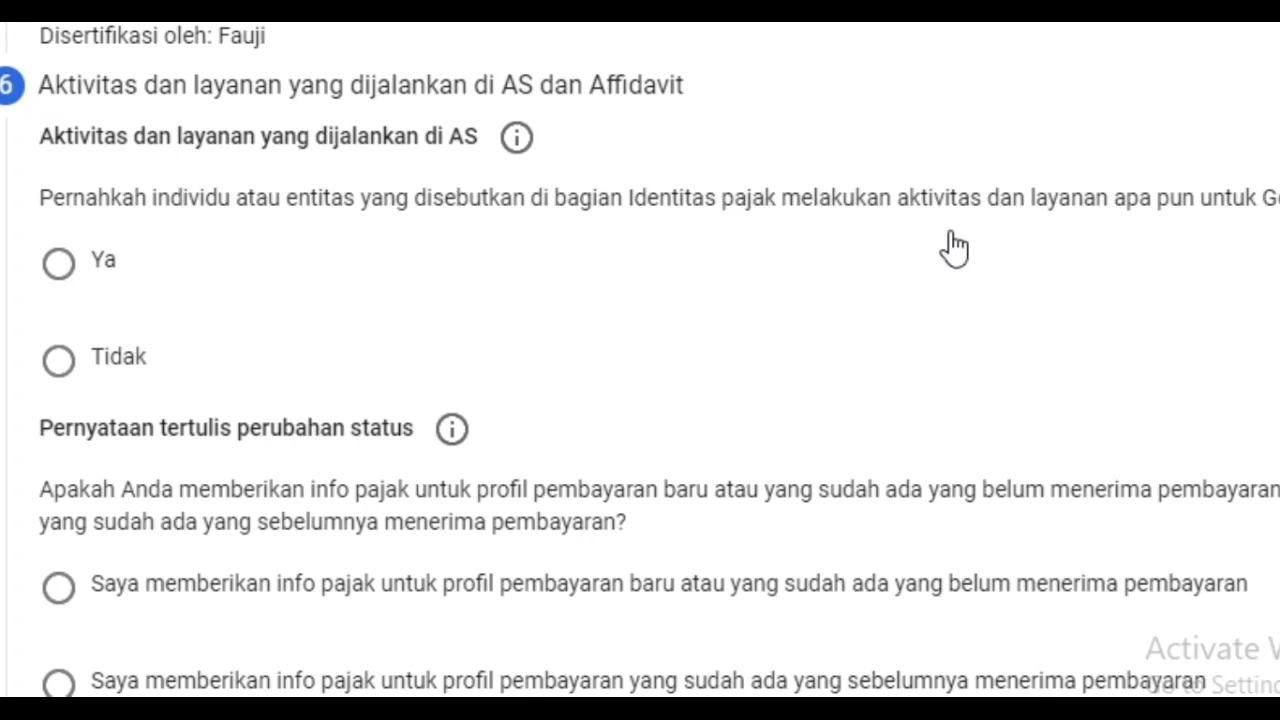 Disertifikasi oleh: Fauji
6 Aktivitas dan layanan yang dijalankan di AS dan Affidavit
Aktivitas dan layanan yang dijalankan di AS
Pernahkah individu atau entitas yang disebutkan di bagian Identitas pajak melakukan aktivitas dan layanan apa pun untuk
Ya
Tidak
Pernyataan tertulis perubahan status
Apakah Anda memberikan info pajak untuk profil pembayaran baru atau yang sudah ada yang belum menerima pembayaran
yang sudah ada yang sebelumnya menerima pembayaran?
Saya memberikan info pajak untuk profil pembayaran baru atau yang sudah ada yang belum menerima pembayaran
Activate
Saya memberikan info pajak untuk profil pembayaran yang sudah ada yang sebelumnya menerima pembayaran